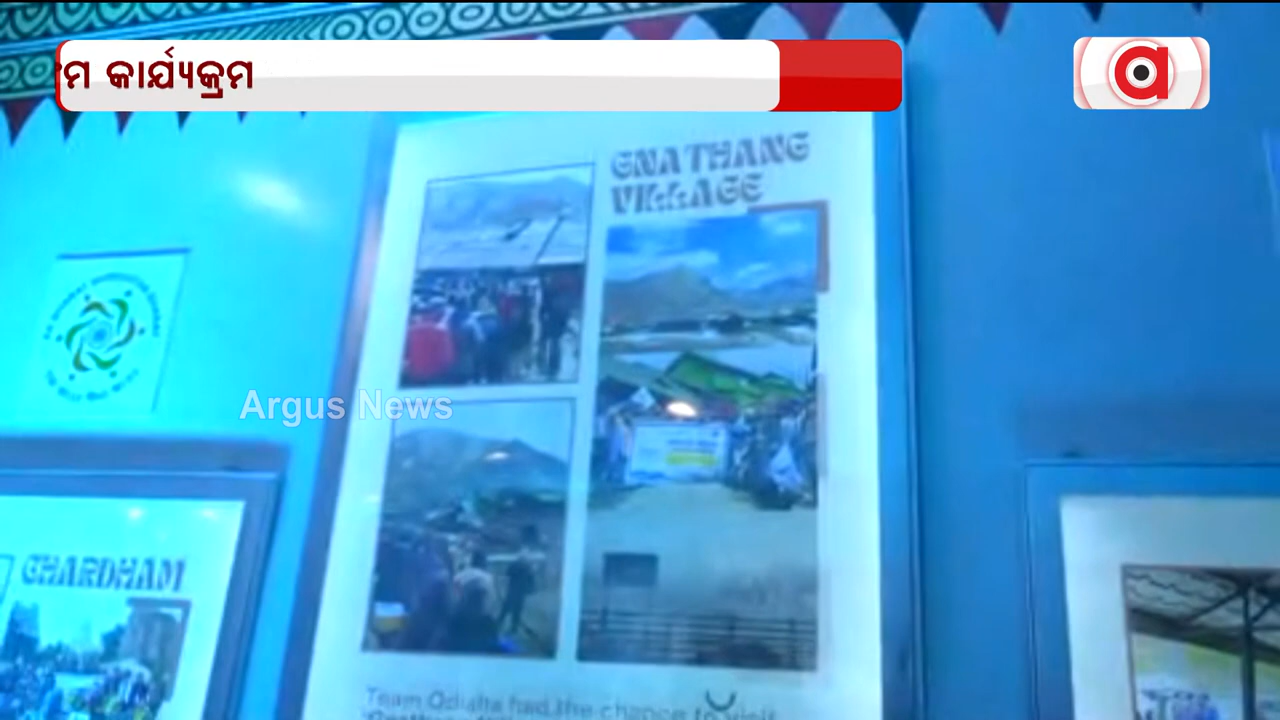 ମ କାର୍ଯ୍ୟକ୍ରମ
GNATHANG
VILLAGE
Argus News
CHARDHAM
Team Odisha had the chance to visit